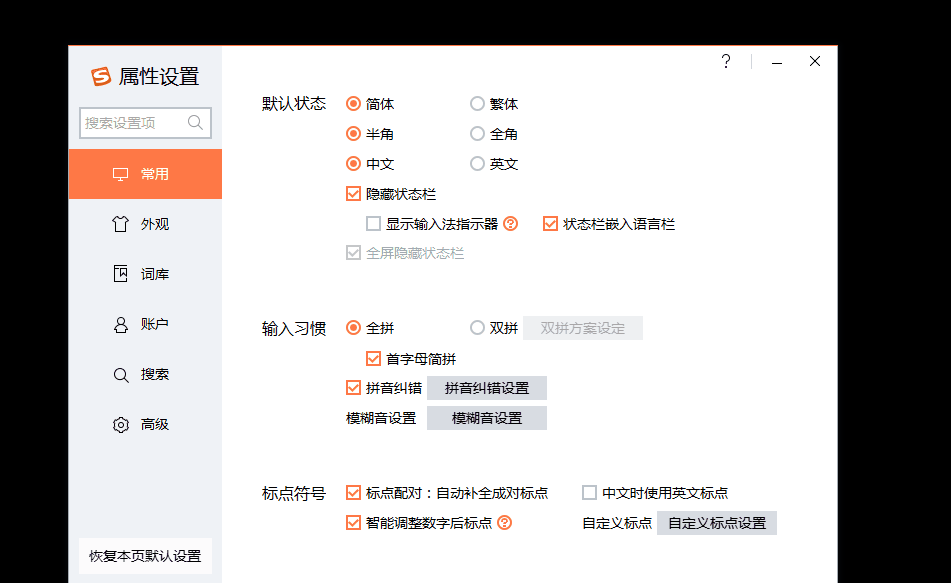 属性设置
搜索设置项
常用
外观
词库
账户
搜索
高级
恢复本页默认设置
?
默认状态 简体 繁体
半角 全角
中文 英文
隐藏状态栏
显示输入法指示器 ? 状态栏嵌入语言栏
全屏隐藏状态栏
输入习惯 全拼 双拼 双拼方案设定
首字母简拼
拼音纠错 拼音纠错设置
模糊音设置 模糊音设置
标点符号 标点配对：自动补全成对标点 中文时使用英文标点
智能调整数字后标点 ? 自定义标点 自定义标点设置